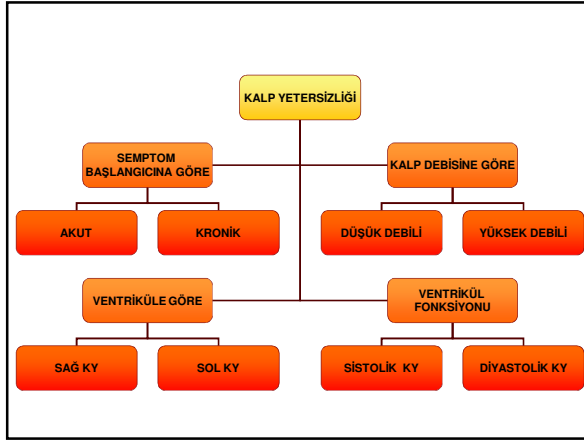 KALP YETERSİZLİĞİ
SEMPTOM
BAŞLANGICINA GÖRE
KALP DEBİSİNE GÖRE
AKUT
KRONİK
DÜŞÜK DEBİLİ
YÜKSEK DEBİLİ
VENTRİKÜLE GÖRE
VENTRİKÜL
FONKSİYONU
SAĞ KY
SOL KY
SİSTOLİK  KY
DİYASTOLİK KY